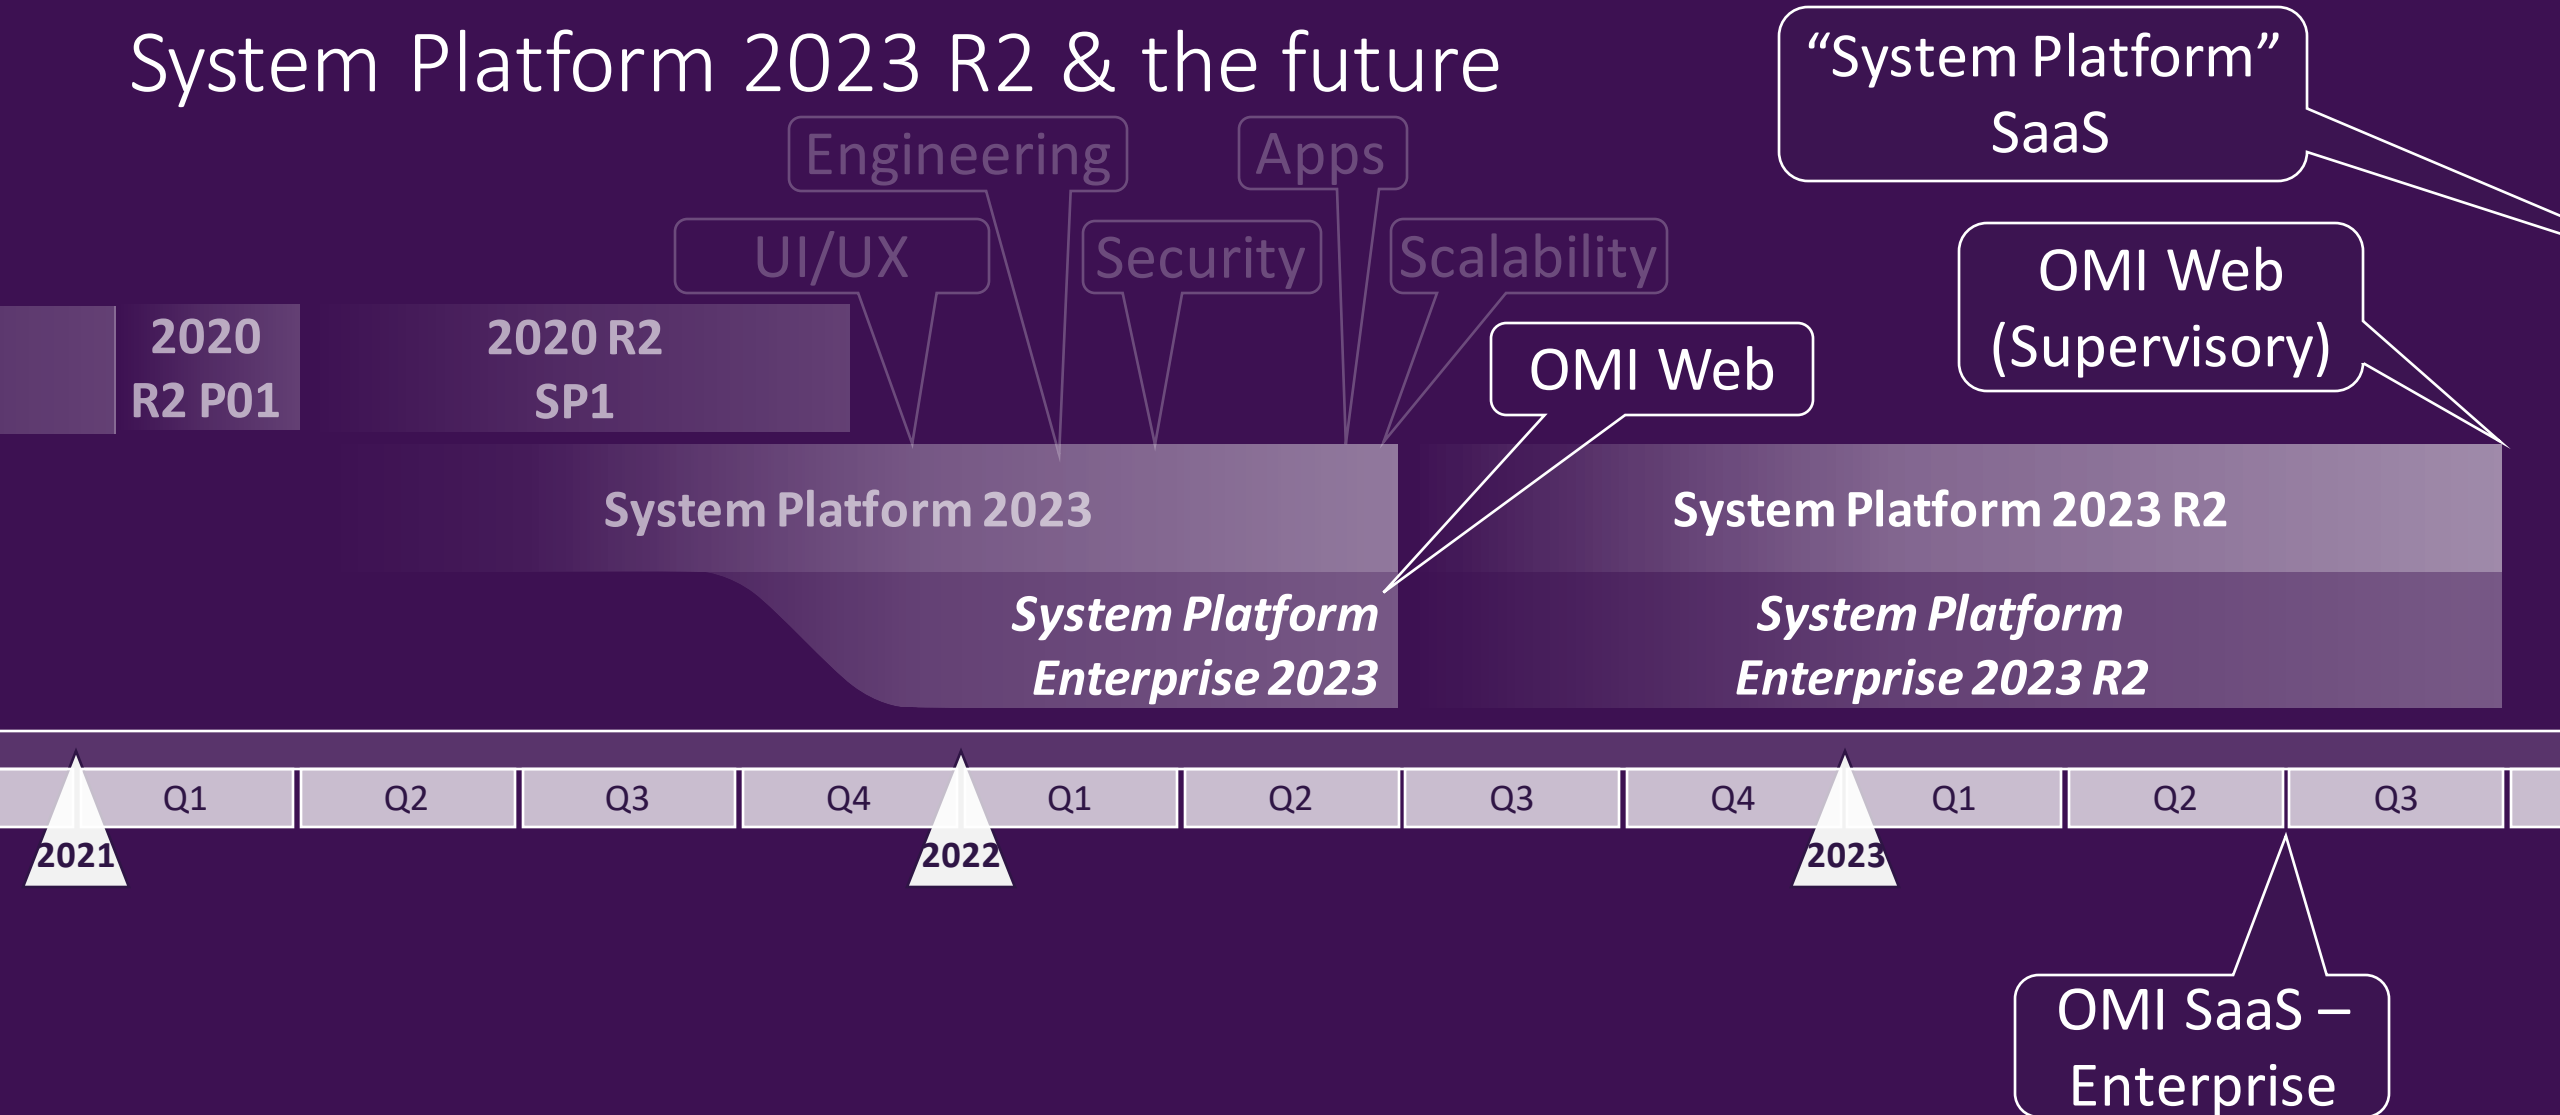 System Platform 2023 R2 & the future
“System Platform”
SaaS
Engineering
Apps
UI/UX
Security
Scalability
OMI Web
(Supervisory)
OMI Web
2020
R2 P01
2020 R2
SP1
System Platform 2023
System Platform 2023 R2
System Platform
Enterprise 2023
System Platform
Enterprise 2023 R2
Q1
Q2
Q3
Q4
Q1
Q2
Q3
Q4
Q1
Q2
Q3
2021
2022
2023
OMI SaaS –
Enterprise